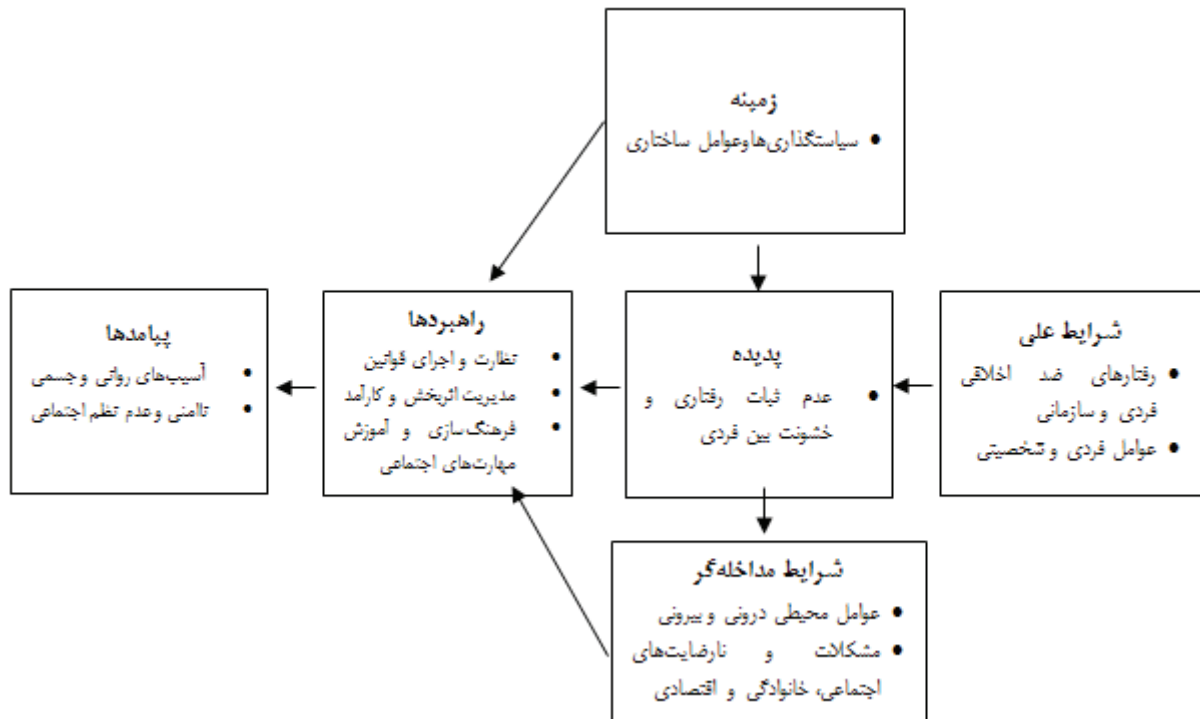 زمینه
• سیاستگذاری‌هاوعوامل ساختاری
شرایط علی
• رفتارهای ضد اخلاقی
فردی و سازمانی
• عوامل فردی و شخصیتی
پدیده
• عدم ثبات رفتاری و
خشونت بین فردی
راهبردها
• نظارت و اجرای قوانین
• مدیریت اثربخش و کارآمد
• فرهنگ‌سازی و آموزش
مهارت‌های اجتماعی
پیامدها
• آسیب‌های روانی و جسمی
• ناامنی و عدم نظم اجتماعی
شرایط مداخله‌گر
• عوامل محیطی درونی و بیرونی
• مشکلات و نارضایت‌های
اجتماعی، خانوادگی و اقتصادی